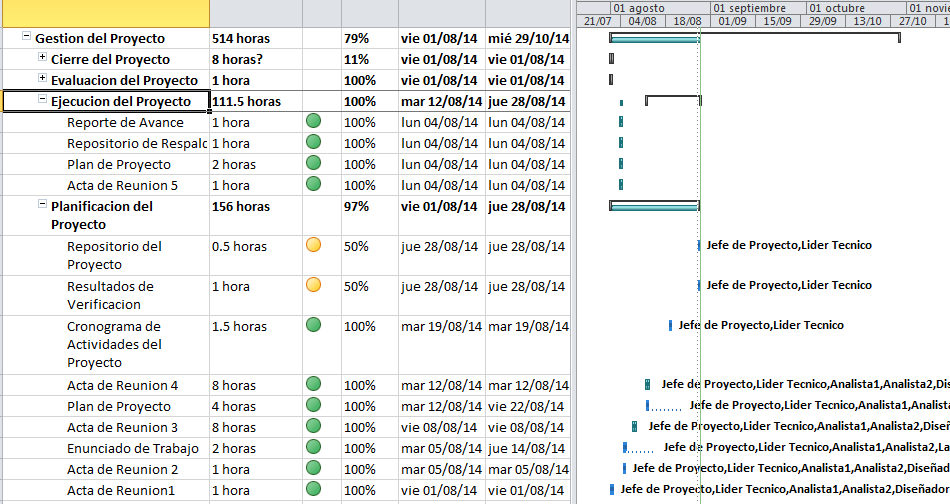 01 agosto 01 septiembre 01 octubre 01 novie
21/07 04/08 18/08 01/09 15/09 29/09 13/10 27/10 10
Gestion del Proyecto 514 horas 79% vie 01/08/14 mié 29/10/14
Cierre del Proyecto 8 horas? 11% vie 01/08/14 vie 01/08/14
Evaluacion del Proyecto 1 hora 100% vie 01/08/14 vie 01/08/14
Ejecucion del Proyecto 111.5 horas 100% mar 12/08/14 jue 28/08/14
Reporte de Avance 1 hora 100% lun 04/08/14 lun 04/08/14
Repositorio de Respalc 1 hora 100% lun 04/08/14 lun 04/08/14
Plan de Proyecto 2 horas 100% lun 04/08/14 lun 04/08/14
Acta de Reunion 5 1 hora 100% lun 04/08/14 lun 04/08/14
Planificacion del 156 horas 97% vie 01/08/14 jue 28/08/14
Proyecto
Repositorio del 0.5 horas 50% jue 28/08/14 jue 28/08/14 Jefe de Proyecto,Lider Tecnico
Proyecto
Resultados de 1 hora 50% jue 28/08/14 jue 28/08/14 Jefe de Proyecto,Lider Tecnico
Verificacion
Cronograma de 1.5 horas 100% mar 19/08/14 mar 19/08/14 Jefe de Proyecto,Lider Tecnico
Actividades del
Proyecto
Acta de Reunion 4 8 horas 100% mar 12/08/14 mar 12/08/14 Jefe de Proyecto,Lider Tecnico,Analista1,Analista2,Dis
Plan de Proyecto 4 horas 100% mar 12/08/14 vie 22/08/14 Jefe de Proyecto,Lider Tecnico,Analista1,Analist
Acta de Reunion 3 8 horas 100% vie 08/08/14 vie 08/08/14 Jefe de Proyecto,Lider Tecnico,Analista1,Analista2,Diseñ
Enunciado de Trabajo 2 horas 100% mar 05/08/14 jue 14/08/14 Jefe de Proyecto,Lider Tecnico,Analista1,Analista2,La
Acta de Reunion 2 1 hora 100% mar 05/08/14 mar 05/08/14 Jefe de Proyecto,Lider Tecnico,Analista1,Analista2,Diseñad
Acta de Reunion1 1 hora 100% vie 01/08/14 vie 01/08/14 Jefe de Proyecto,Lider Tecnico,Analista1,Analista2,Diseñador